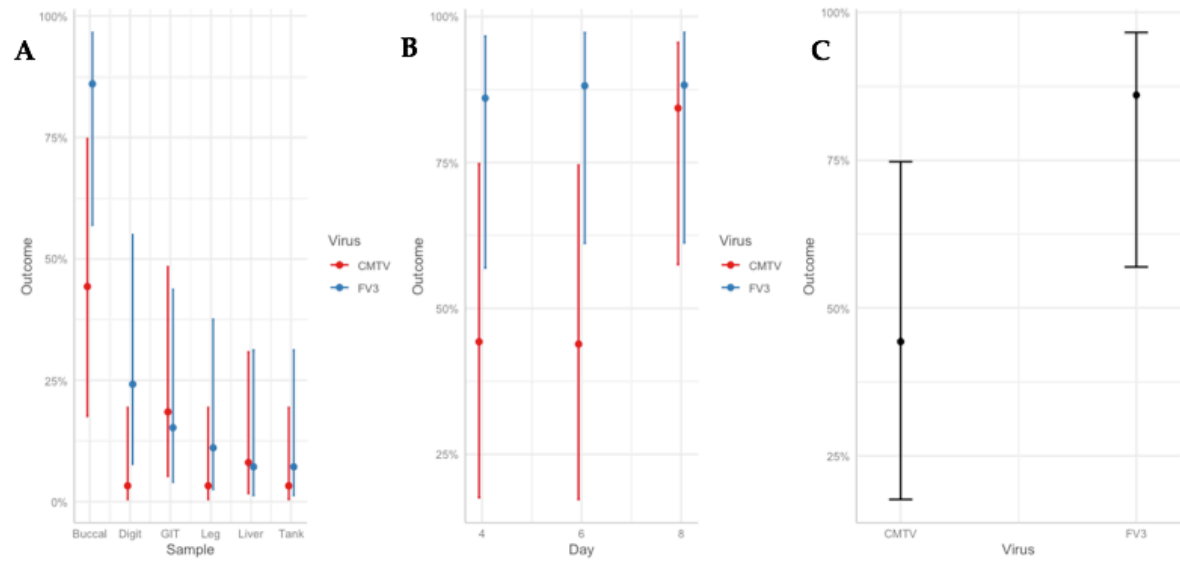 A
100%
75%
50%
25%
0%
Outcome
Buccal Digit GIT Leg Liver Tank
Sample
Virus
CMTV
FV3
B
100%
75%
50%
25%
Outcome
4 6 8
Day
Virus
CMTV
FV3
C
100%
75%
50%
25%
Outcome
CMTV FV3
Virus